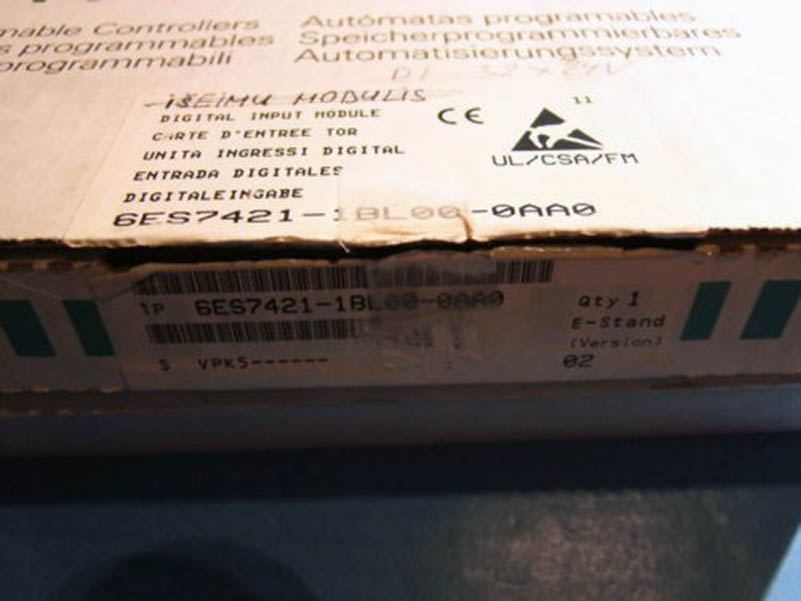 mable Controllers
s programmables
programmabili
Autómatas programables
Speicherprogrammierbares
Automatisierungssystem
DI 32 x 24V
IŠEIMU MODULIS
DIGITAL INPUT MODULE
CARTE D'ENTREE TOR
UNITA INGRESSI DIGITAL
ENTRADA DIGITALES
DIGITALEINGABE
6ES7421-1BL00-0AA0
CE
11
UL/CSA/FM
1P 6ES7421-1BL00-0AA0
S VPK5------
Qty 1
E-Stand
(Version)
02